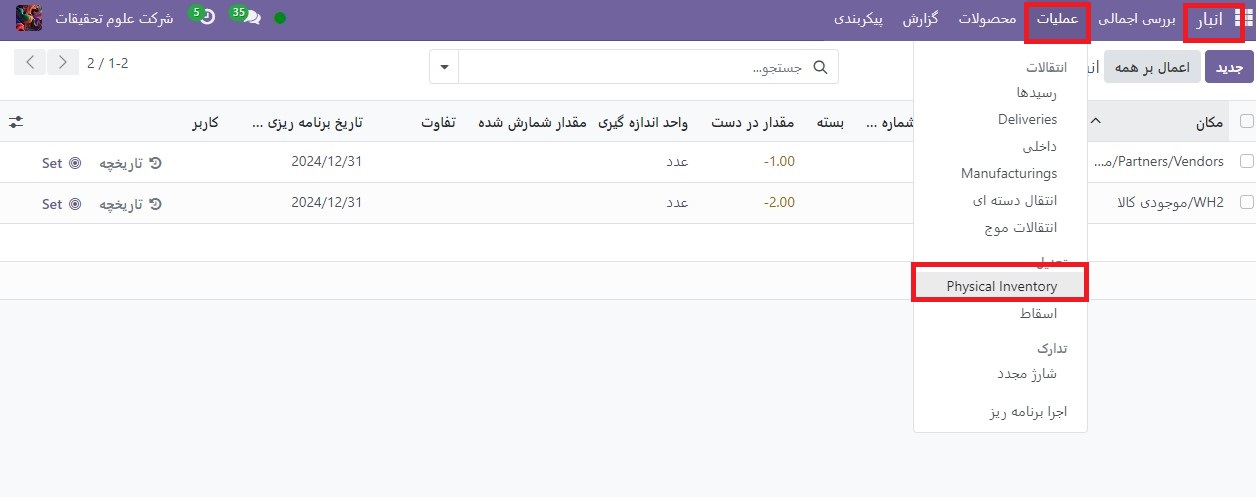 انبار بررسی اجمالی عملیات محصولات گزارش پیکربندی 35 5 شرکت علوم تحقیقات
جدید اعمال بر همه جستجو... 2 / 1-2
مکان شماره ... بسته مقدار در دست واحد اندازه گیری مقدار شمارش شده تفاوت تاریخ برنامه ریزی ... کاربر
Partners/Vendors/م... -1.00 عدد 2024/12/31 تاریخچه Set
WH2/موجودی کالا -2.00 عدد 2024/12/31 تاریخچه Set
انتقالات
رسیدها
Deliveries
داخلی
Manufacturings
انتقال دسته ای
انتقالات موج
تعدیل
Physical Inventory
اسقاط
تدارک
شارژ مجدد
اجرا برنامه ریز